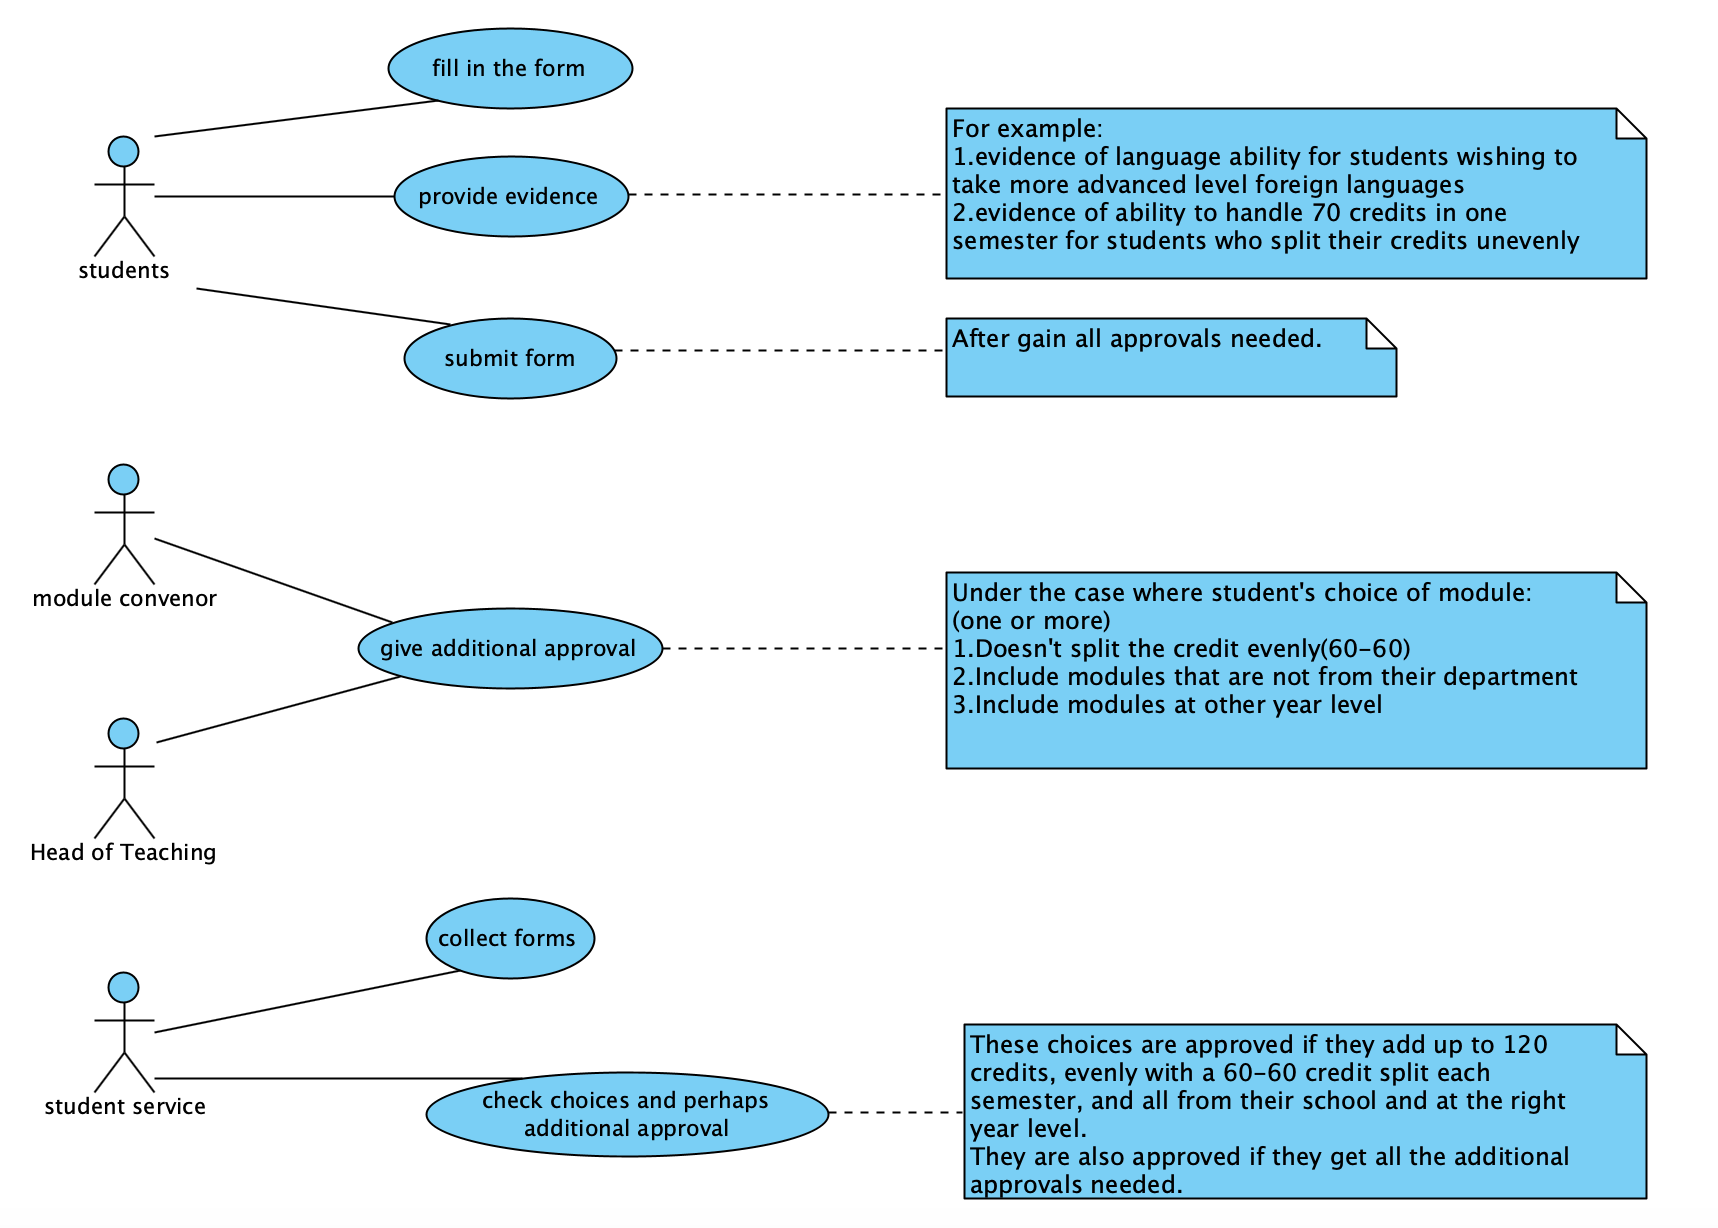 fill in the form
For example:
1.evidence of language ability for students wishing to
take more advanced level foreign languages
2.evidence of ability to handle 70 credits in one
semester for students who split their credits unevenly
provide evidence
students
submit form
After gain all approvals needed.
module convenor
give additional approval
Under the case where student's choice of module:
(one or more)
1.Doesn't split the credit evenly(60-60)
2.Include modules that are not from their department
3.Include modules at other year level
Head of Teaching
collect forms
student service
check choices and perhaps
additional approval
These choices are approved if they add up to 120
credits, evenly with a 60-60 credit split each
semester, and all from their school and at the right
year level.
They are also approved if they get all the additional
approvals needed.